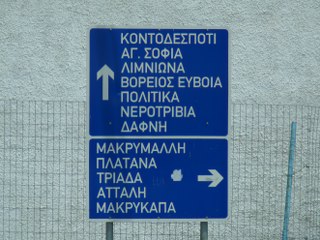 ΚΟΝΤΟΔΕΣΠΟΤΙ
ΑΓ. ΣΟΦΙΑ
ΛΙΜΝΙΩΝΑ
ΒΟΡΕΙΟΣ ΕΥΒΟΙΑ
ΠΟΛΙΤΙΚΑ
ΝΕΡΟΤΡΙΒΙΑ
ΔΑΦΝΗ
ΜΑΚΡΥΜΑΛΛΗ
ΠΛΑΤΑΝΑ
ΤΡΙΑΔΑ
ΑΤΤΑΛΗ
ΜΑΚΡΥΚΑΠΑ